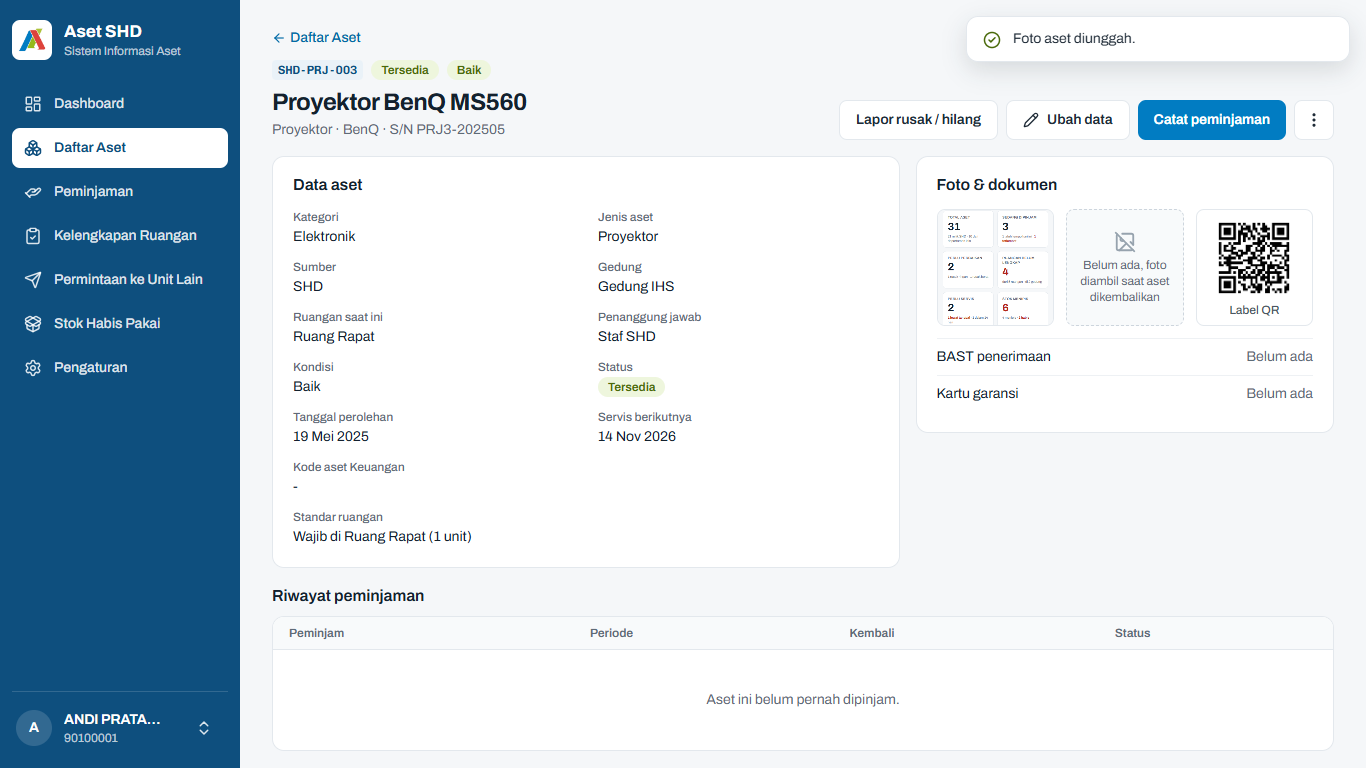 Aset SHD
Sistem Informasi Aset
Dashboard
Daftar Aset
Peminjaman
Kelengkapan Ruangan
Permintaan ke Unit Lain
Stok Habis Pakai
Pengaturan
A
ANDI PRATA...
90100001
Daftar Aset
Foto aset diunggah.
SHD-PRJ-003 Tersedia Baik
Proyektor BenQ MS560
Proyektor · BenQ · S/N PRJ3-202505
Lapor rusak / hilang
Ubah data
Catat peminjaman
Data aset
Kategori
Elektronik
Jenis aset
Proyektor
Sumber
SHD
Gedung
Gedung IHS
Ruangan saat ini
Ruang Rapat
Penanggung jawab
Staf SHD
Kondisi
Baik
Status
Tersedia
Tanggal perolehan
19 Mei 2025
Servis berikutnya
14 Nov 2026
Kode aset Keuangan
-
Standar ruangan
Wajib di Ruang Rapat (1 unit)
Foto & dokumen
TOTAL ASET
31
3
2
4
2
6
Belum ada, foto
diambil saat aset
dikembalikan
Label QR
BAST penerimaan Belum ada
Kartu garansi Belum ada
Riwayat peminjaman
Peminjam Periode Kembali Status
Aset ini belum pernah dipinjam.